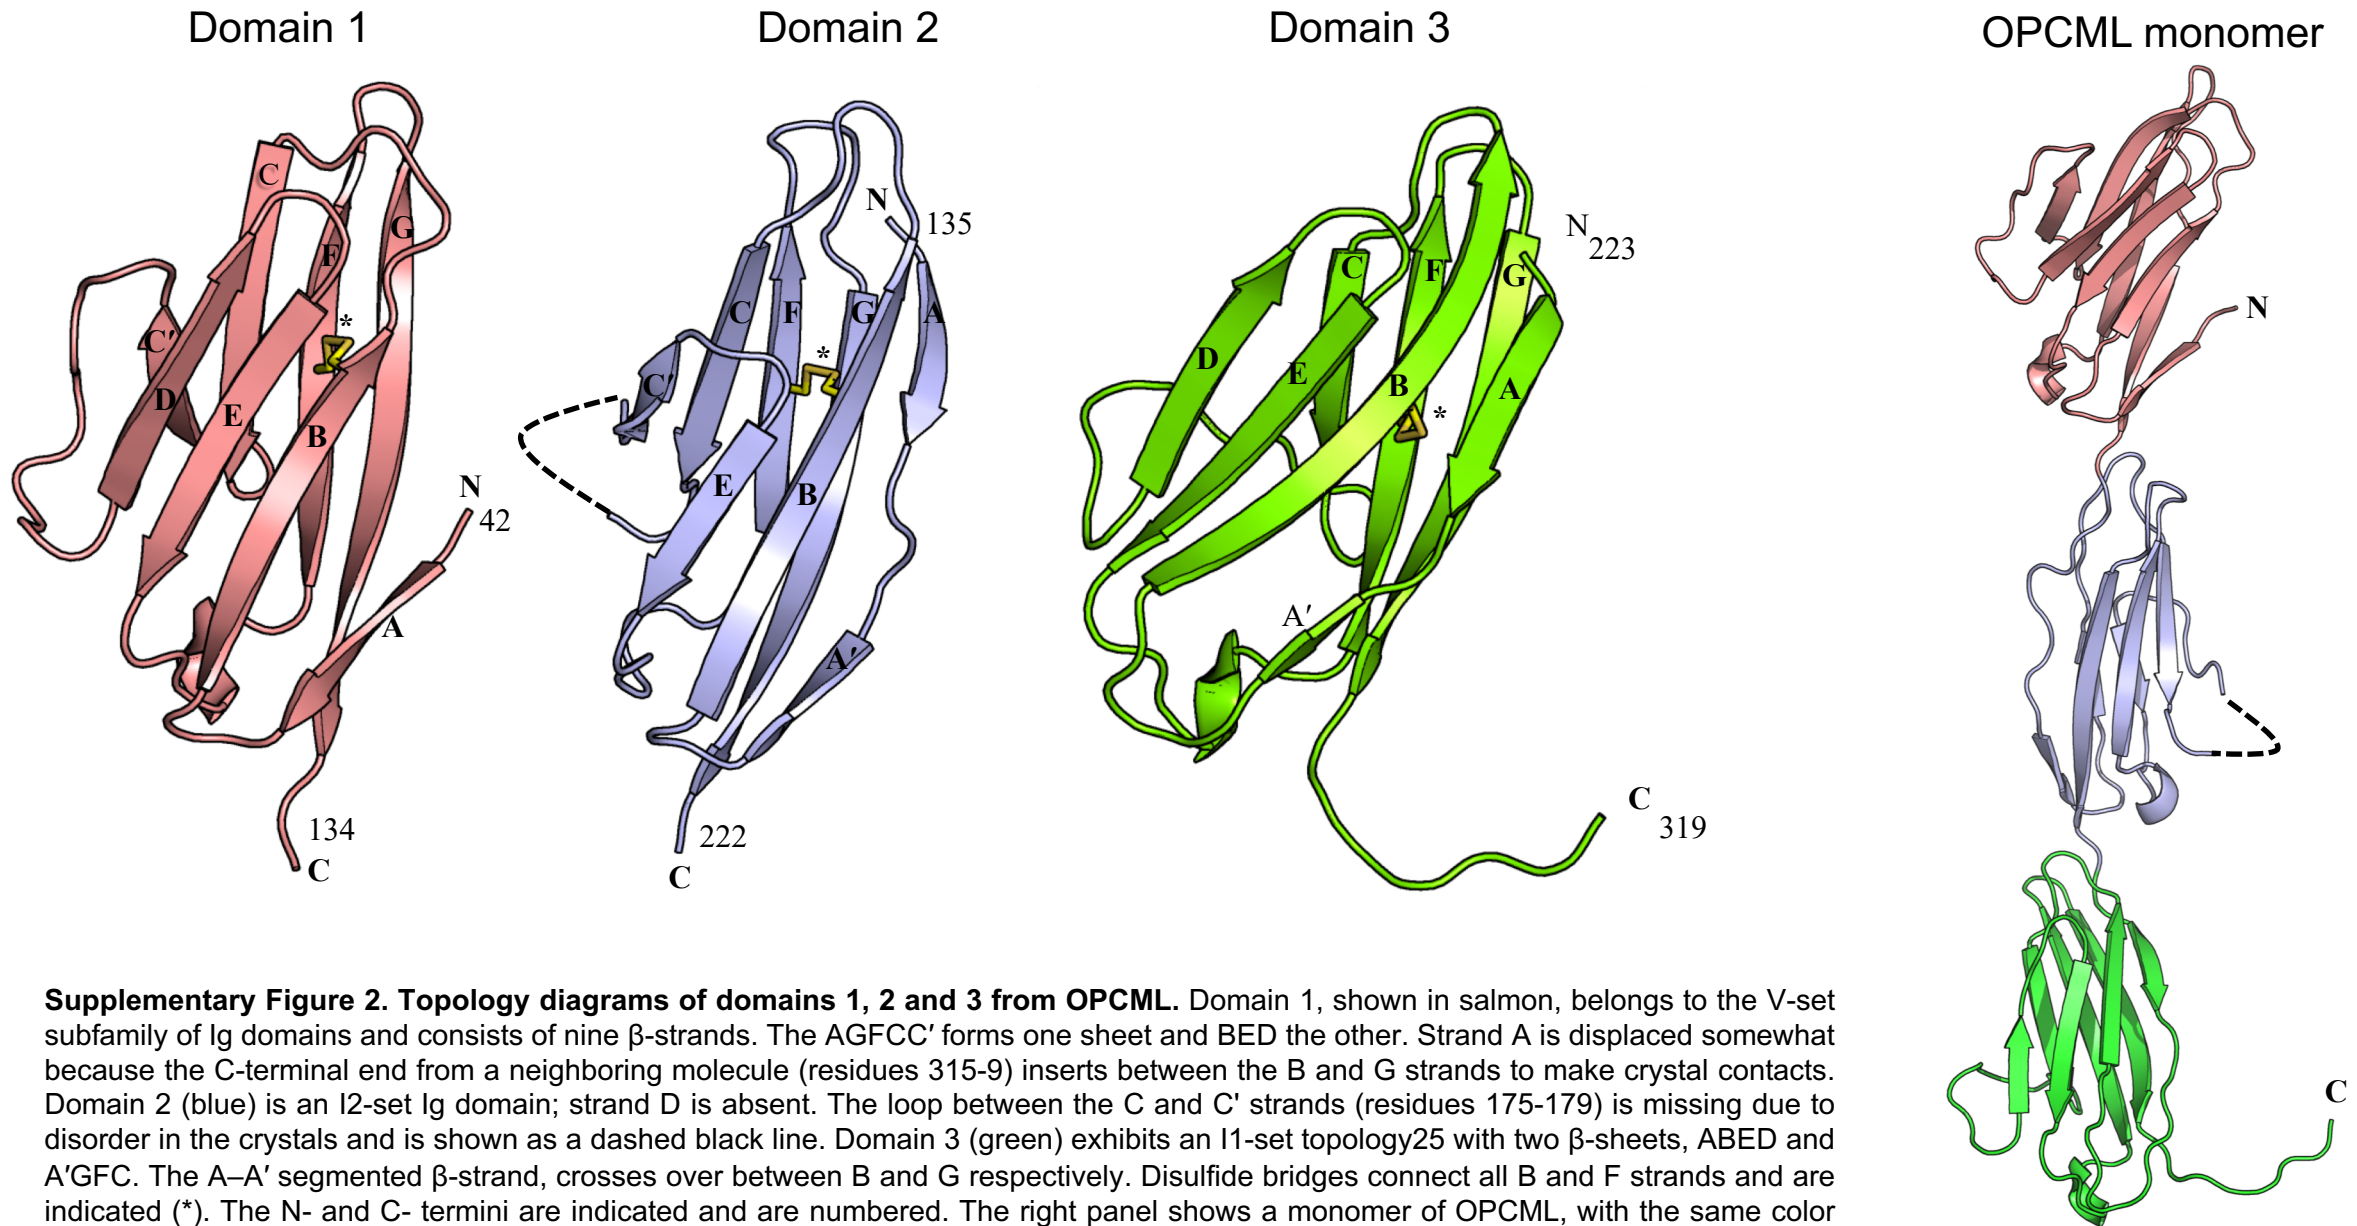 Domain 1
Domain 2
Domain 3
OPCML monomer
C
F
G
C′
*
D
E
B
N
42
A
134
C
N
135
C
F
G
A
*
C′
E
B
A′
222
C
N
223
C
F
G
D
E
B
A
*
A′
C
319
N
C
Supplementary Figure 2. Topology diagrams of domains 1, 2 and 3 from OPCML. Domain 1, shown in salmon, belongs to the V-set
subfamily of Ig domains and consists of nine β-strands. The AGFCC′ forms one sheet and BED the other. Strand A is displaced somewhat
because the C-terminal end from a neighboring molecule (residues 315-9) inserts between the B and G strands to make crystal contacts.
Domain 2 (blue) is an I2-set Ig domain; strand D is absent. The loop between the C and C' strands (residues 175-179) is missing due to
disorder in the crystals and is shown as a dashed black line. Domain 3 (green) exhibits an I1-set topology25 with two β-sheets, ABED and
A′GFC. The A–A′ segmented β-strand, crosses over between B and G respectively. Disulfide bridges connect all B and F strands and are
indicated (*). The N- and C- termini are indicated and are numbered. The right panel shows a monomer of OPCML, with the same color